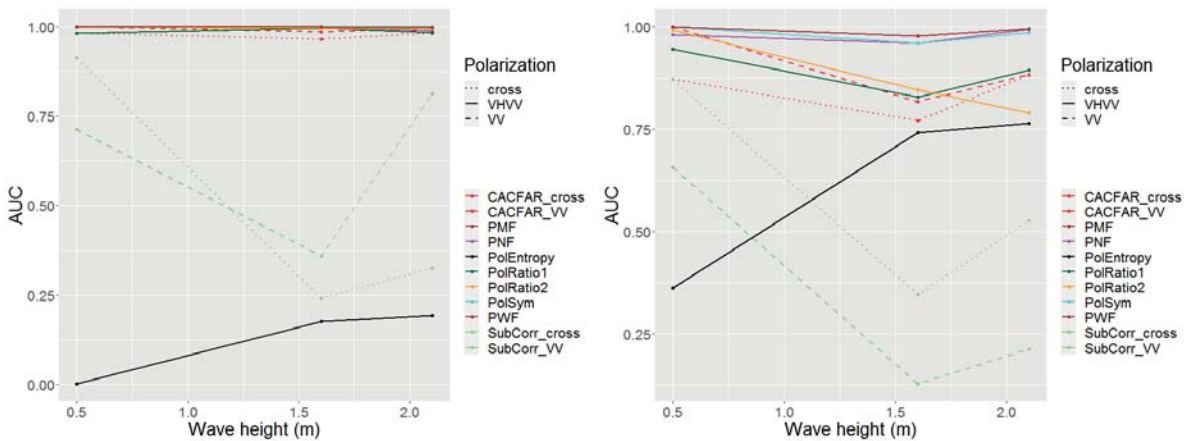 1.00
0.75
0.50
0.25
0.00
AUC
0.5
1.0
1.5
2.0
Wave height (m)
Polarization
cross
VHVV
VV
CACFAR_cross
CACFAR_VV
PMF
PNF
PolEntropy
PolRatio1
PolRatio2
PolSym
PWF
SubCorr_cross
SubCorr_VV
1.00
0.75
0.50
0.25
AUC
0.5
1.0
1.5
2.0
Wave height (m)
Polarization
cross
VHVV
VV
CACFAR_cross
CACFAR_VV
PMF
PNF
PolEntropy
PolRatio1
PolRatio2
PolSym
PWF
SubCorr_cross
SubCorr_VV